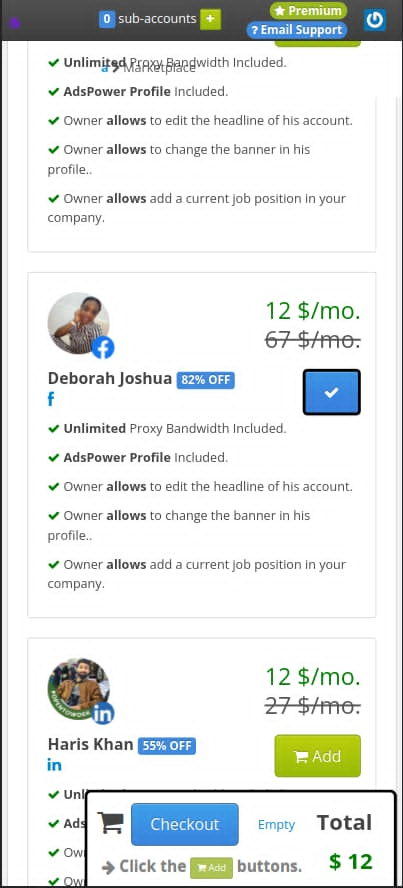 0 sub-accounts +
Premium
? Email Support
Unlimited Proxy Bandwidth Included.
a Marketplace
AdsPower Profile Included.
Owner allows to edit the headline of his account.
Owner allows to change the banner in his
profile..
Owner allows add a current job position in your
company.
12 $/mo.
67 $/mo.
Deborah Joshua 82% OFF
f
Unlimited Proxy Bandwidth Included.
AdsPower Profile Included.
Owner allows to edit the headline of his account.
Owner allows to change the banner in his
profile..
Owner allows add a current job position in your
company.
#OPENTOWORK
in
12 $/mo.
27 $/mo.
Haris Khan 55% OFF
in
Add
Unl
Ads
Ow
Ow
Checkout
Empty
Total
Click the Add buttons.
$ 12